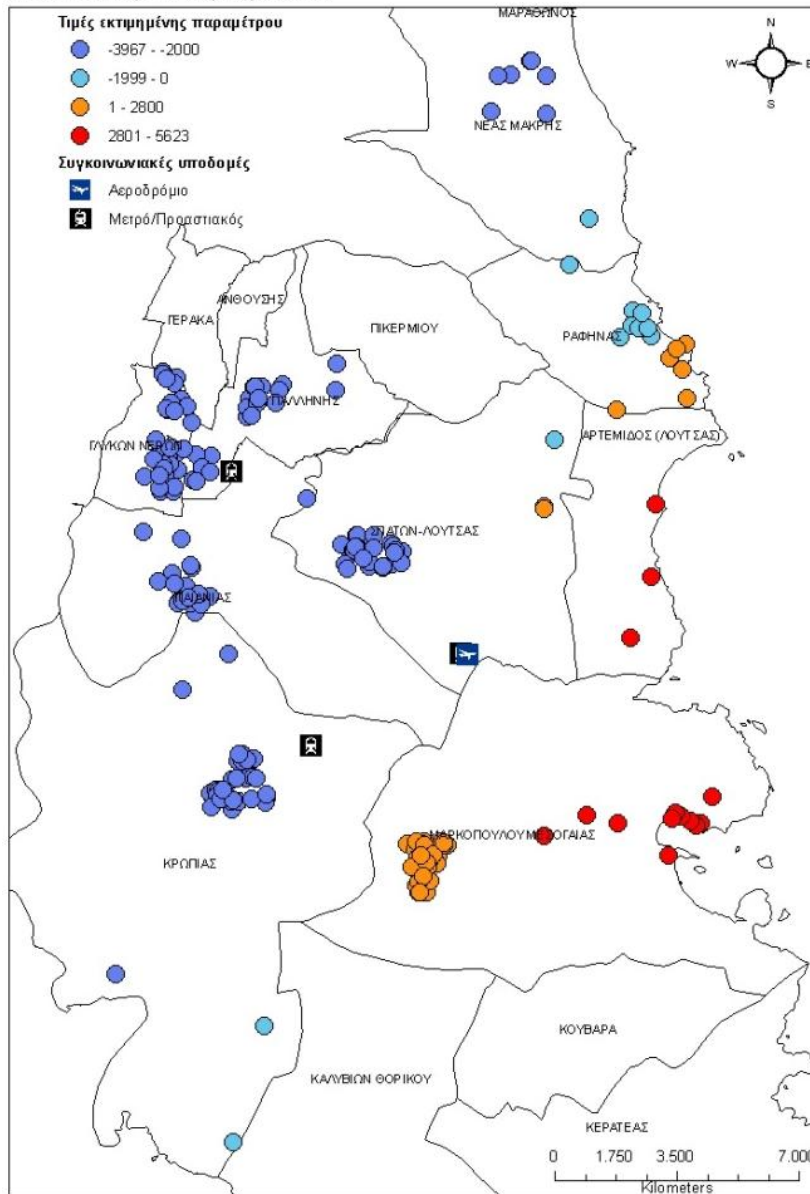 Τιμές εκτιμημένης παραμέτρου
-3967 - -2000
-1999 - 0
1 - 2800
2801 - 5623
Συγκοινωνιακές υποδομές
Αεροδρόμιο
Μετρό/Προαστιακός
ΜΑΡΑΘΩΝΟΣ
N
W
E
S
ΝΕΑΣ ΜΑΚΡΗΣ
ΑΝΘΟΥΣΗΣ
ΓΕΡΑΚΑ
ΠΙΚΕΡΜΙΟΥ
ΡΑΦΗΝΑΣ
ΠΑΛΛΗΝΗΣ
ΓΛΥΚΩΝ ΝΕΡΩΝ
ΑΡΤΕΜΙΔΟΣ (ΛΟΥΤΣΑΣ)
ΣΠΑΤΩΝ-ΛΟΥΤΣΑΣ
ΠΑΙΑΝΙΑΣ
ΜΑΡΚΟΠΟΥΛΟΥ ΜΕΣΟΓΑΙΑΣ
ΚΡΩΠΙΑΣ
ΚΟΥΒΑΡΑ
ΚΑΛΥΒΙΩΝ ΘΟΡΙΚΟΥ
ΚΕΡΑΤΕΑΣ
0 1.750 3.500 7.000
Kilometers